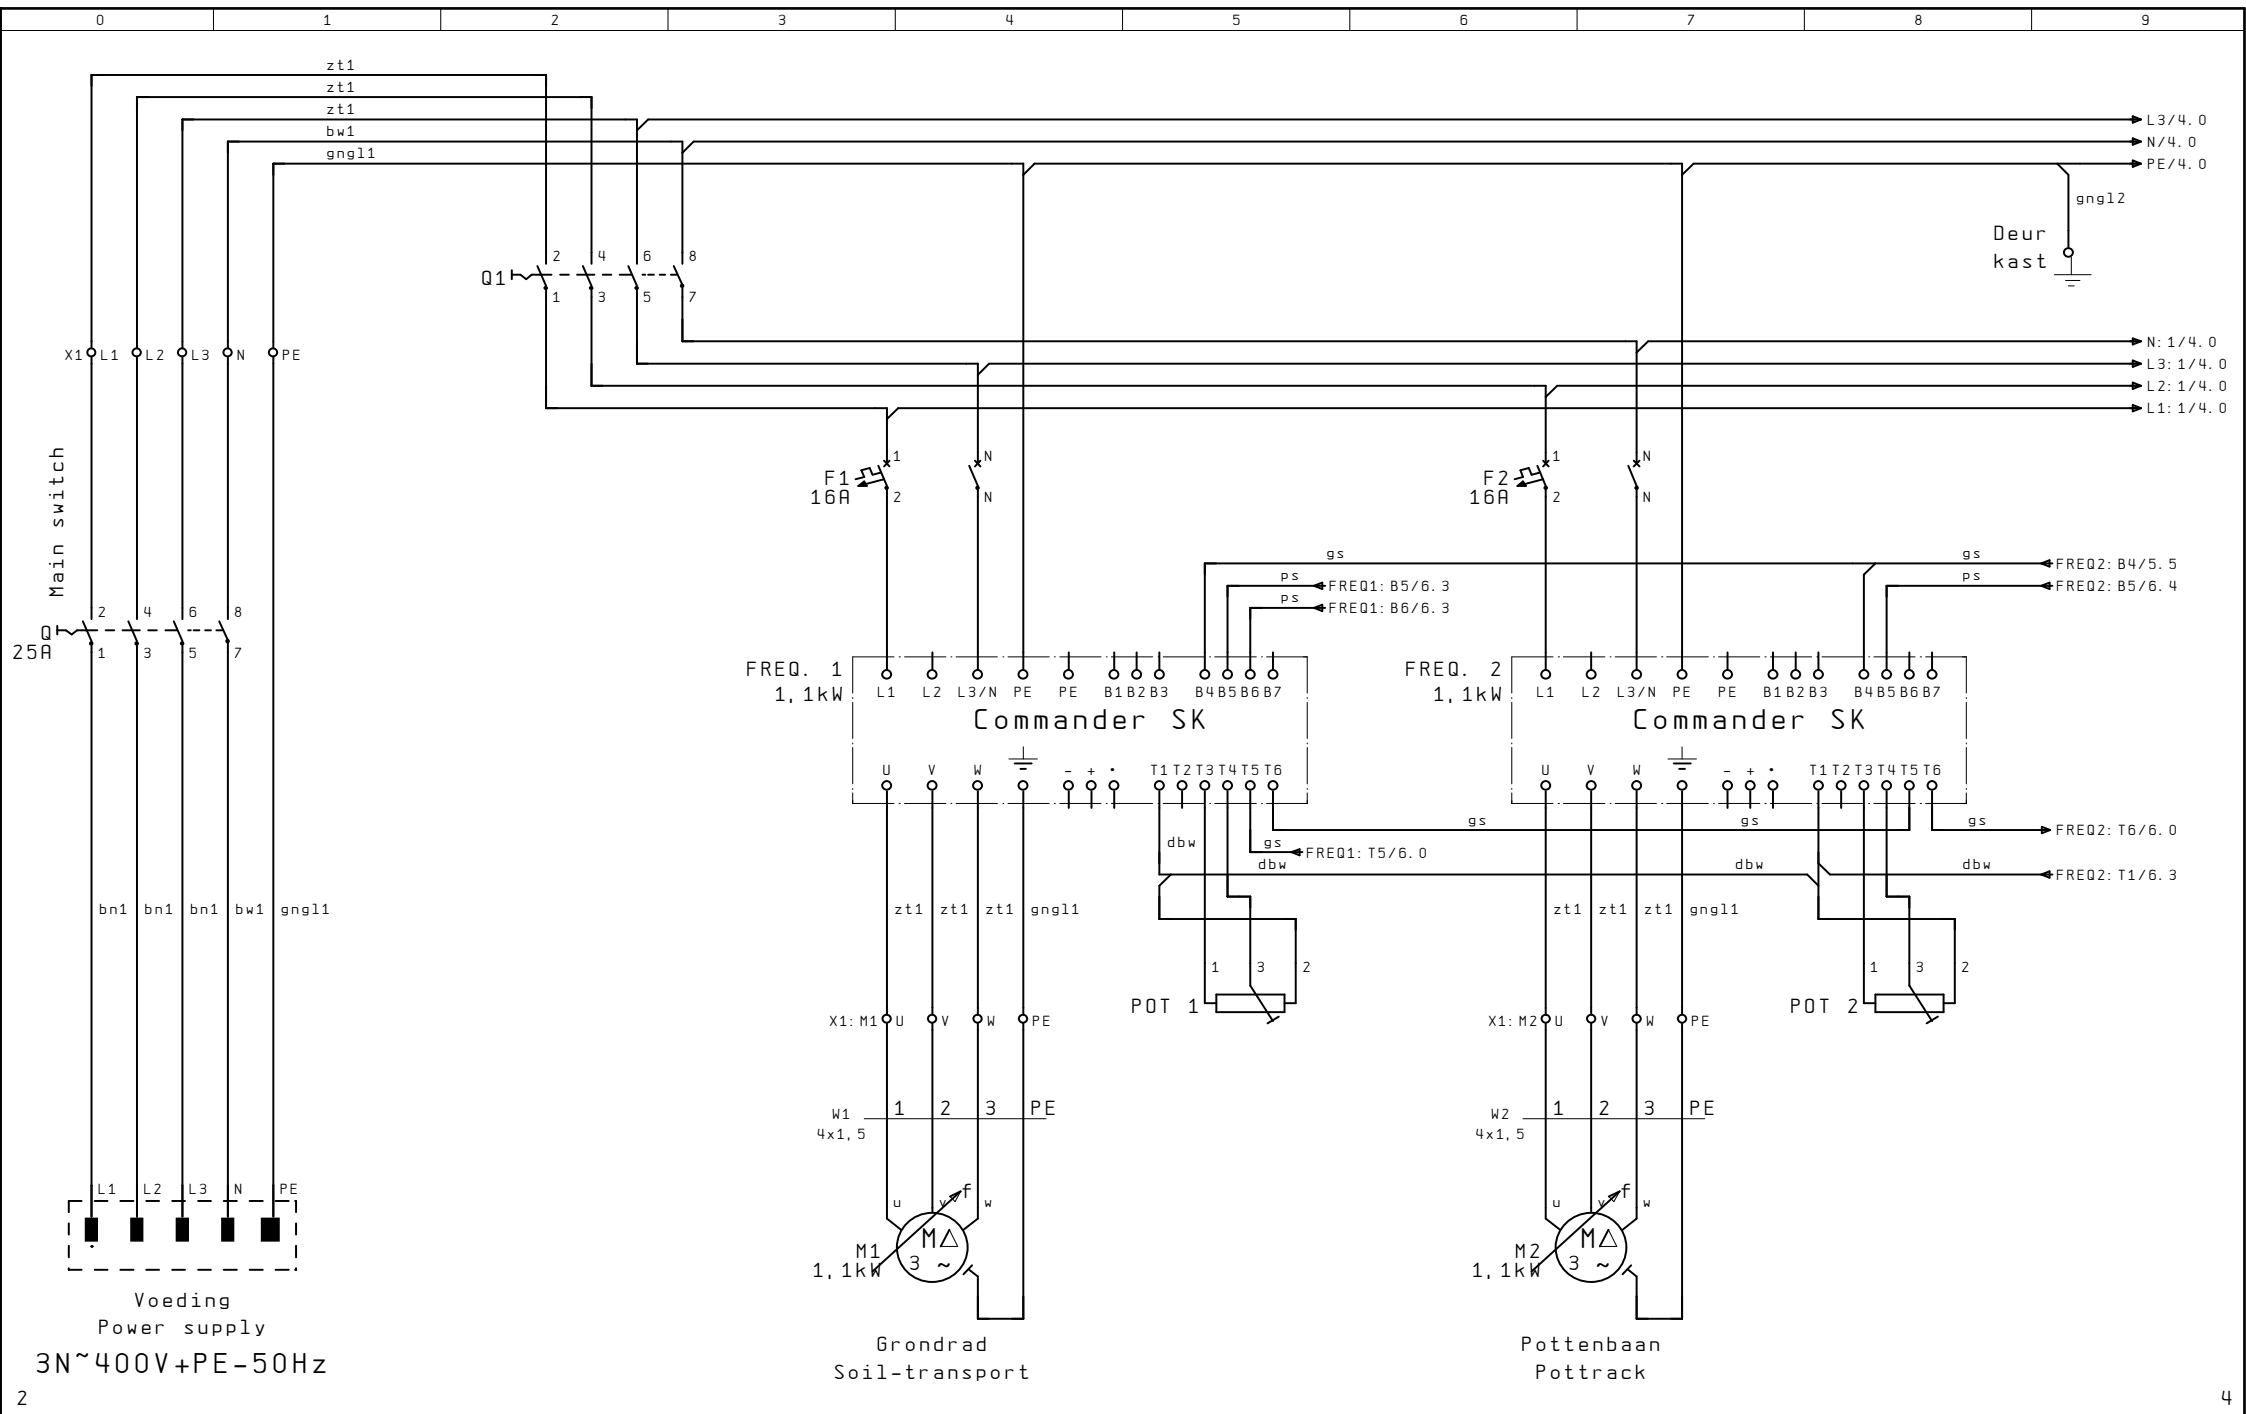 0 1 2 3 4 5 6 7 8 9
zt1
zt1
zt1
bw1
gngl1
L3/4.0
N/4.0
PE/4.0
gngl2
Deur
kast
Q1
2 4 6 8
1 3 5 7
X1 L1 L2 L3 N PE
N:1/4.0
L3:1/4.0
L2:1/4.0
L1:1/4.0
Main switch
F1
16A
1 N
2 N
F2
16A
1 N
2 N
gs
gs
FREQ2:B4/5.5
ps
FREQ1:B5/6.3
ps
FREQ2:B5/6.4
ps
FREQ1:B6/6.3
Q
25A
2 4 6 8
1 3 5 7
FREQ. 1
1,1kW
L1 L2 L3/N PE PE B1 B2 B3 B4 B5 B6 B7
Commander SK
U V W - + · T1 T2 T3 T4 T5 T6
FREQ. 2
1,1kW
L1 L2 L3/N PE PE B1 B2 B3 B4 B5 B6 B7
Commander SK
U V W - + · T1 T2 T3 T4 T5 T6
gs
gs
gs
FREQ2:T6/6.0
dbw
gs
FREQ1:T5/6.0
dbw
dbw
dbw
FREQ2:T1/6.3
bn1 bn1 bn1 bw1 gngl1
zt1 zt1 zt1 gngl1
zt1 zt1 zt1 gngl1
1 3 2
POT 1
1 3 2
POT 2
X1:M1 U V W PE
X1:M2 U V W PE
W1 1 2 3 PE
4x1,5
W2 1 2 3 PE
4x1,5
L1 L2 L3 N PE
u v f w
M1
1,1kW
M△
3 ~
u v f w
M2
1,1kW
M△
3 ~
Voeding
Power supply
3N~400V+PE-50Hz
Grondrad
Soil-transport
Pottenbaan
Pottrack
2
4